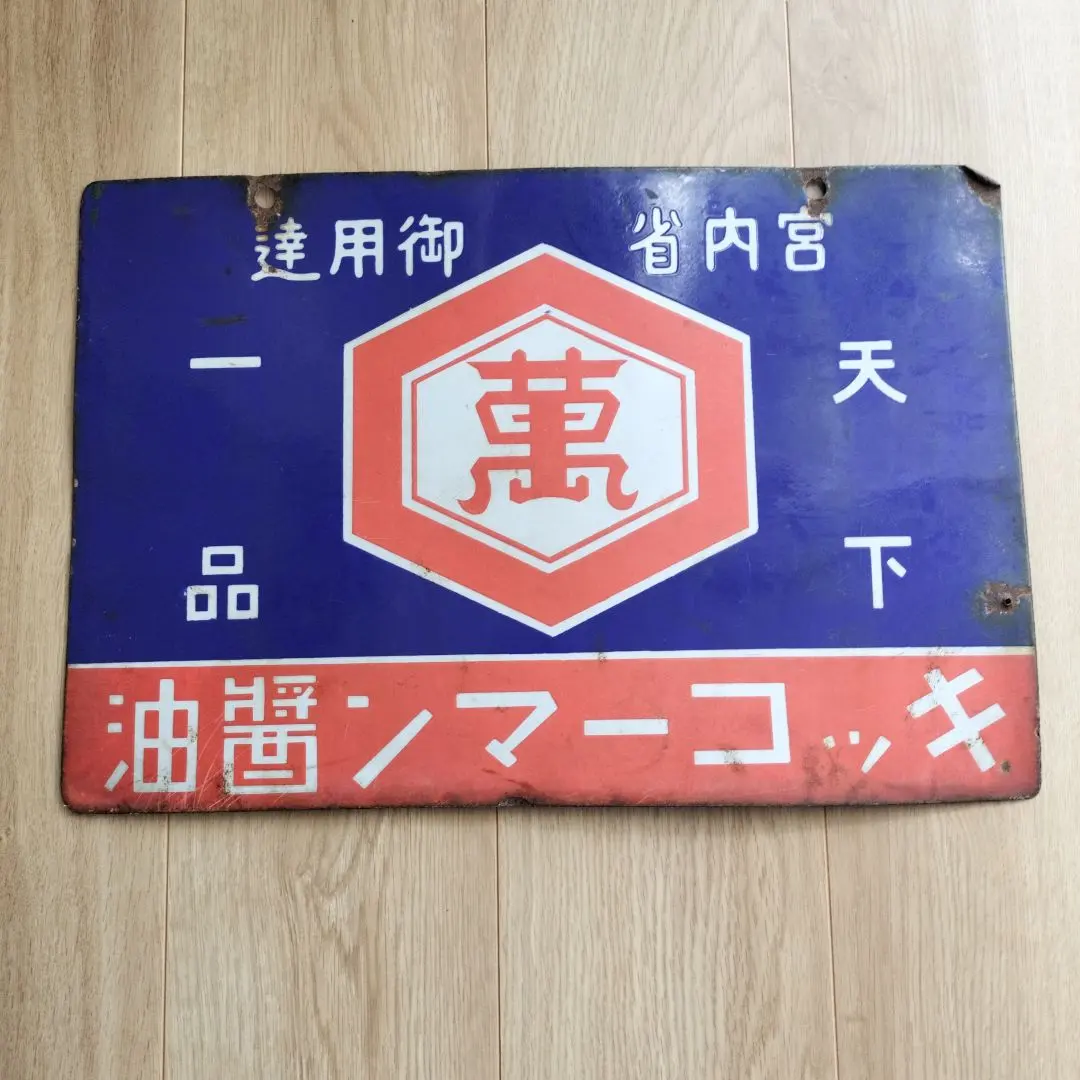 宮内省御用達
天下一品
萬
キッコーマン醤油